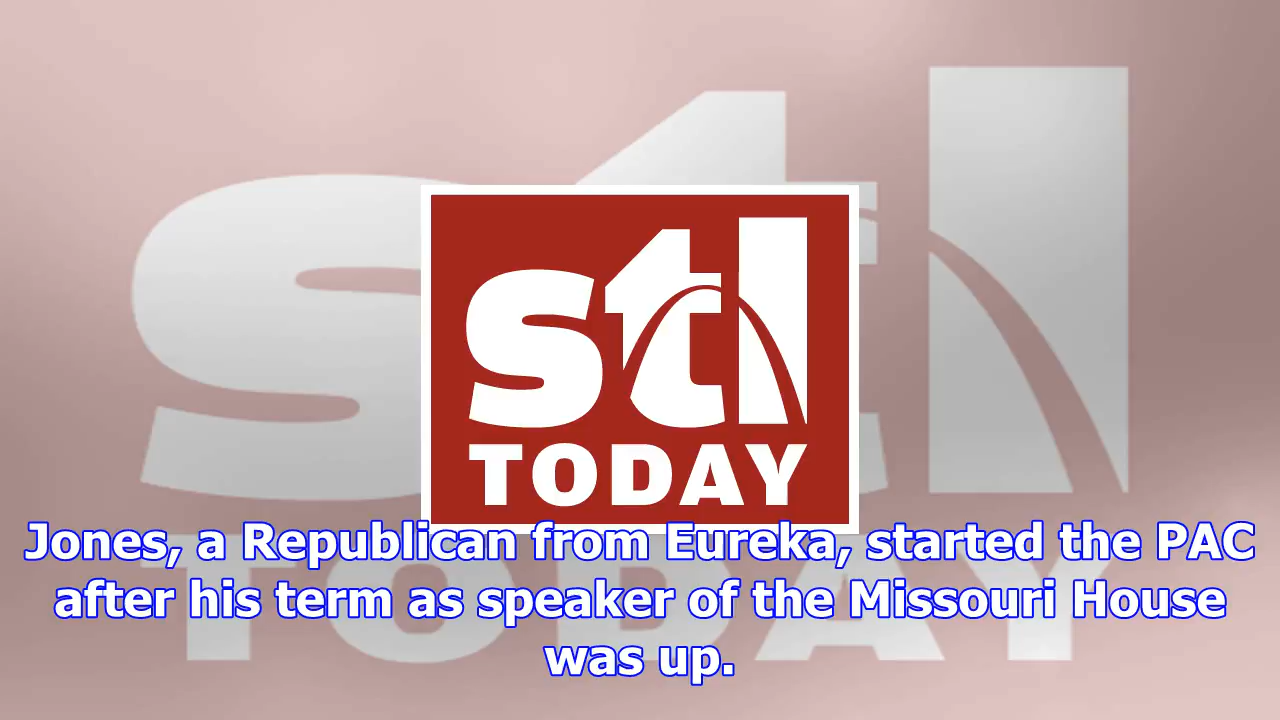 stl
TODAY
Jones, a Republican from Eureka, started the PAC
after his term as speaker of the Missouri House
was up.